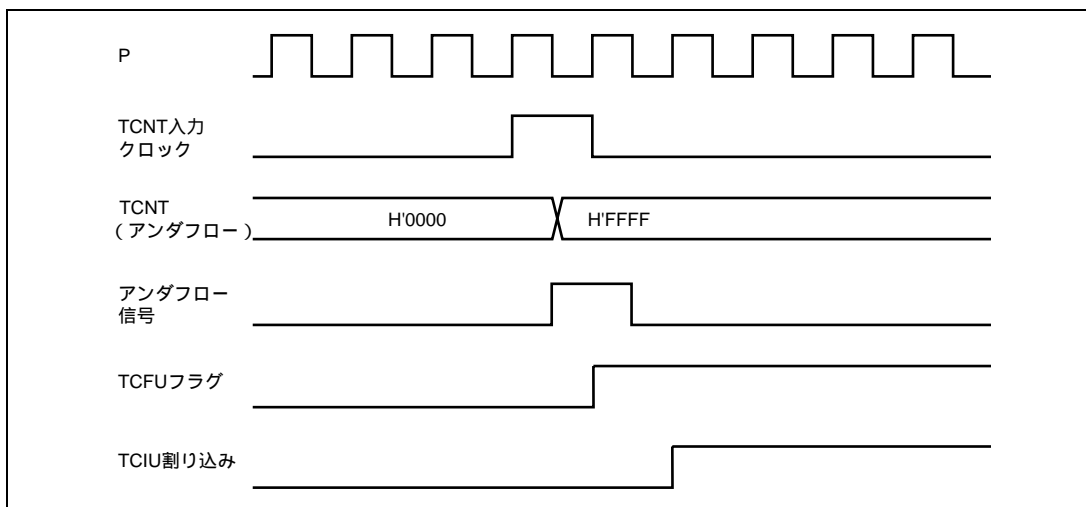 P
TCNT入力
クロック
TCNT
（アンダフロー）
H'0000
H'FFFF
アンダフロー
信号
TCFUフラグ
TCIU割り込み